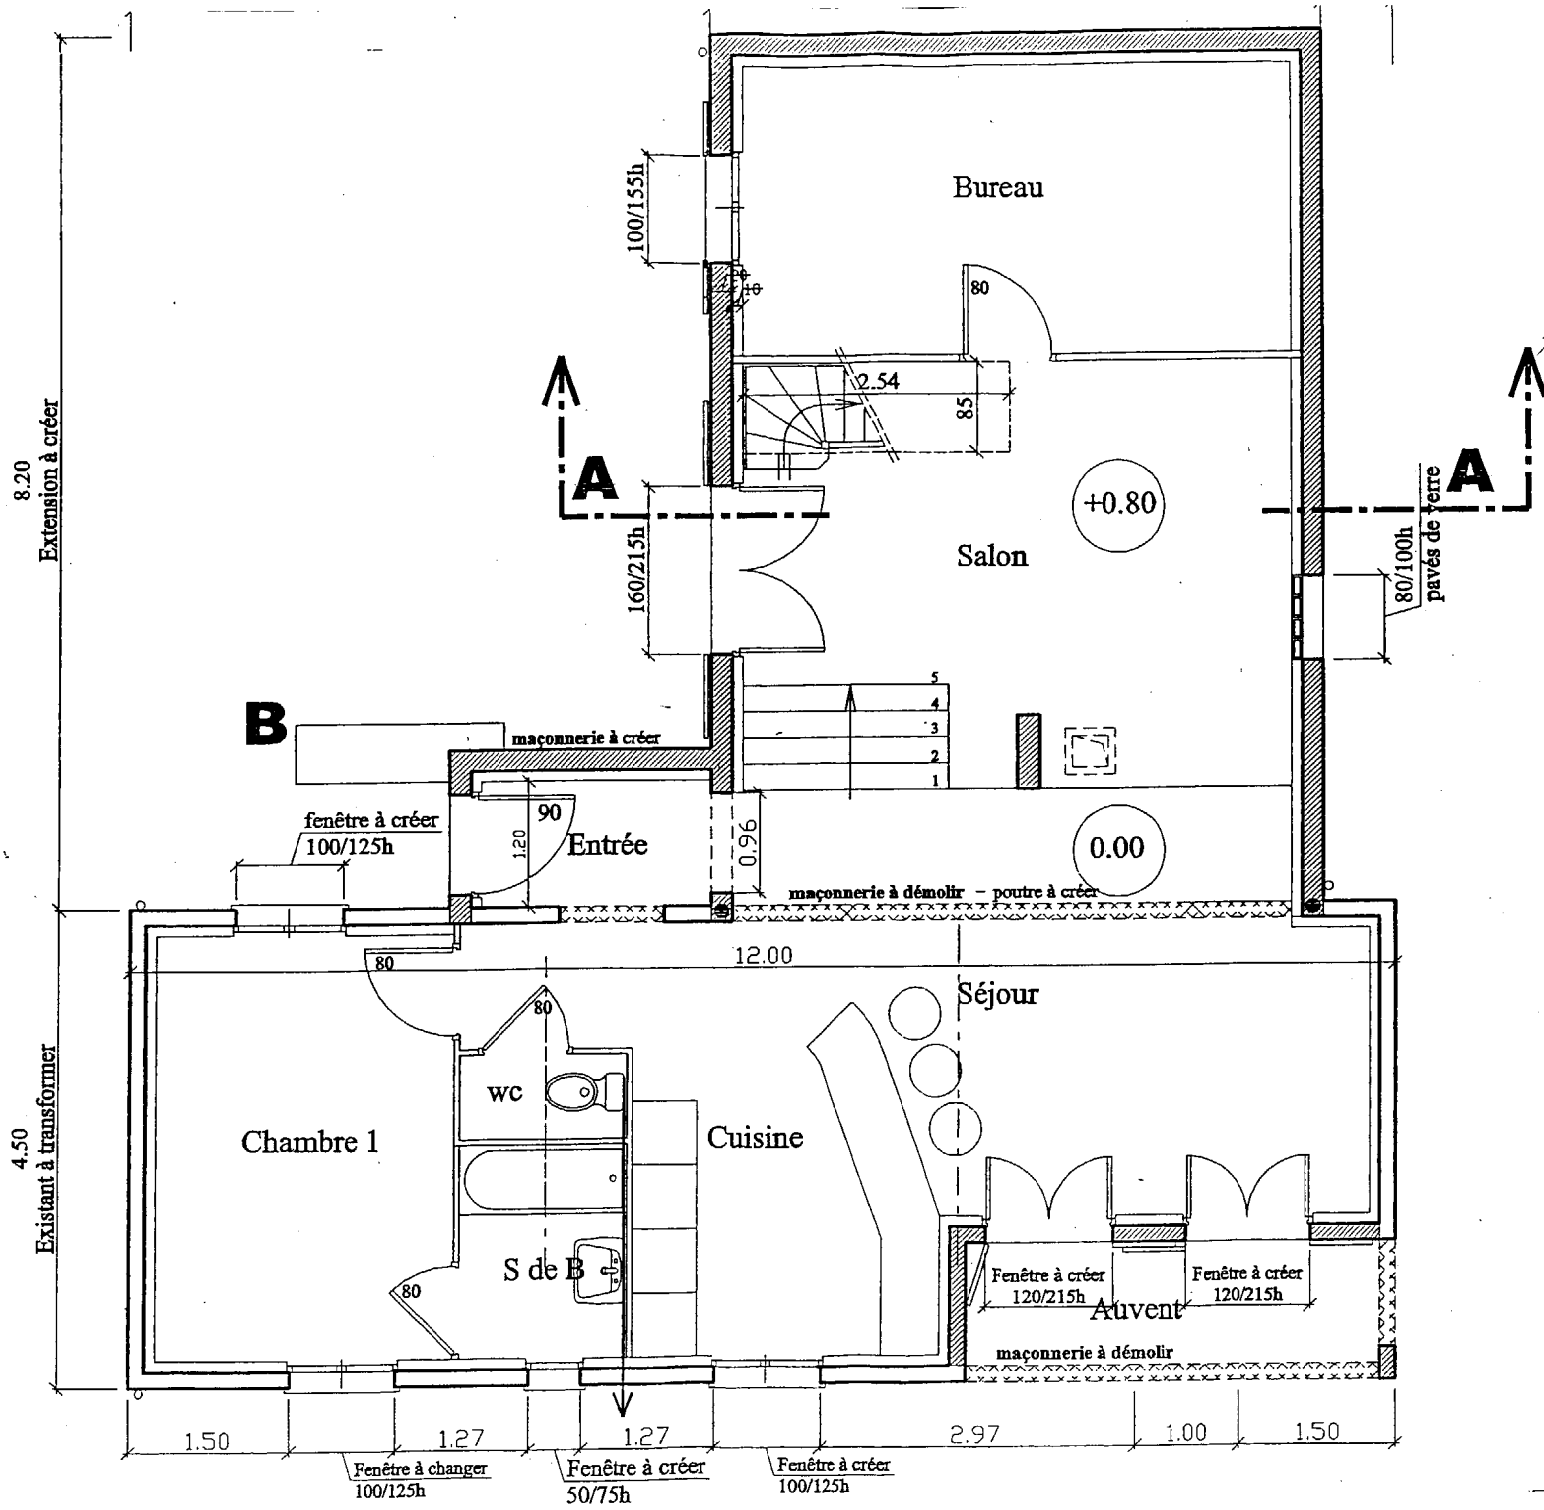 Bureau
100/155h
10
80
2.54
85
8.20
Extension à créer
A
A
+0.80
160/215h
Salon
80/100h
pavés de verre
5
4
3
2
1
B
maçonnerie à créer
90
1.20
Entrée
0.96
0.00
fenêtre à créer
100/125h
maçonnerie à démolir - poutre à créer
12.00
80
80
Séjour
4.50
Existant à transformer
wc
Chambre 1
Cuisine
S de B
80
Fenêtre à créer
120/215h
Fenêtre à créer
120/215h
Auvent
maçonnerie à démolir
1.50
1.27
1.27
2.97
1.00
1.50
Fenêtre à changer
100/125h
Fenêtre à créer
50/75h
Fenêtre à créer
100/125h